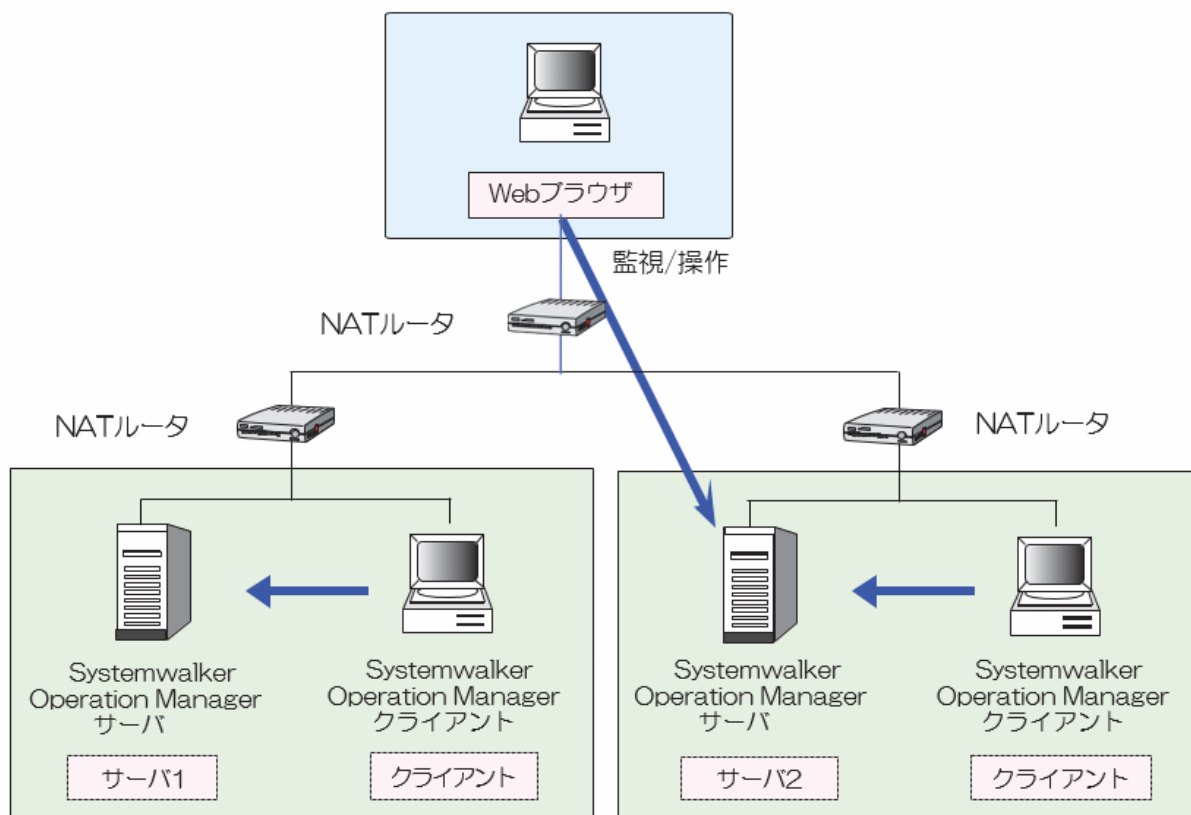 Webブラウザ
監視/操作
NATルータ
NATルータ
NATルータ
Systemwalker
Operation Manager
サーバ
サーバ1
Systemwalker
Operation Manager
クライアント
クライアント
Systemwalker
Operation Manager
サーバ
サーバ2
Systemwalker
Operation Manager
クライアント
クライアント